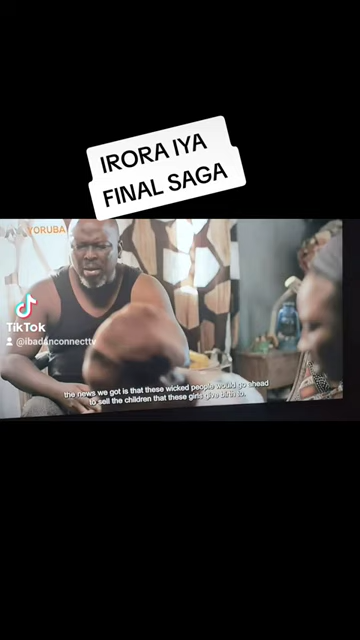 IRORA IYA
FINAL SAGA
YORUBA
TikTok
@ibadanconnecttv
the news we got is that these wicked people would go ahead
to sell the children that these girls give birth to.